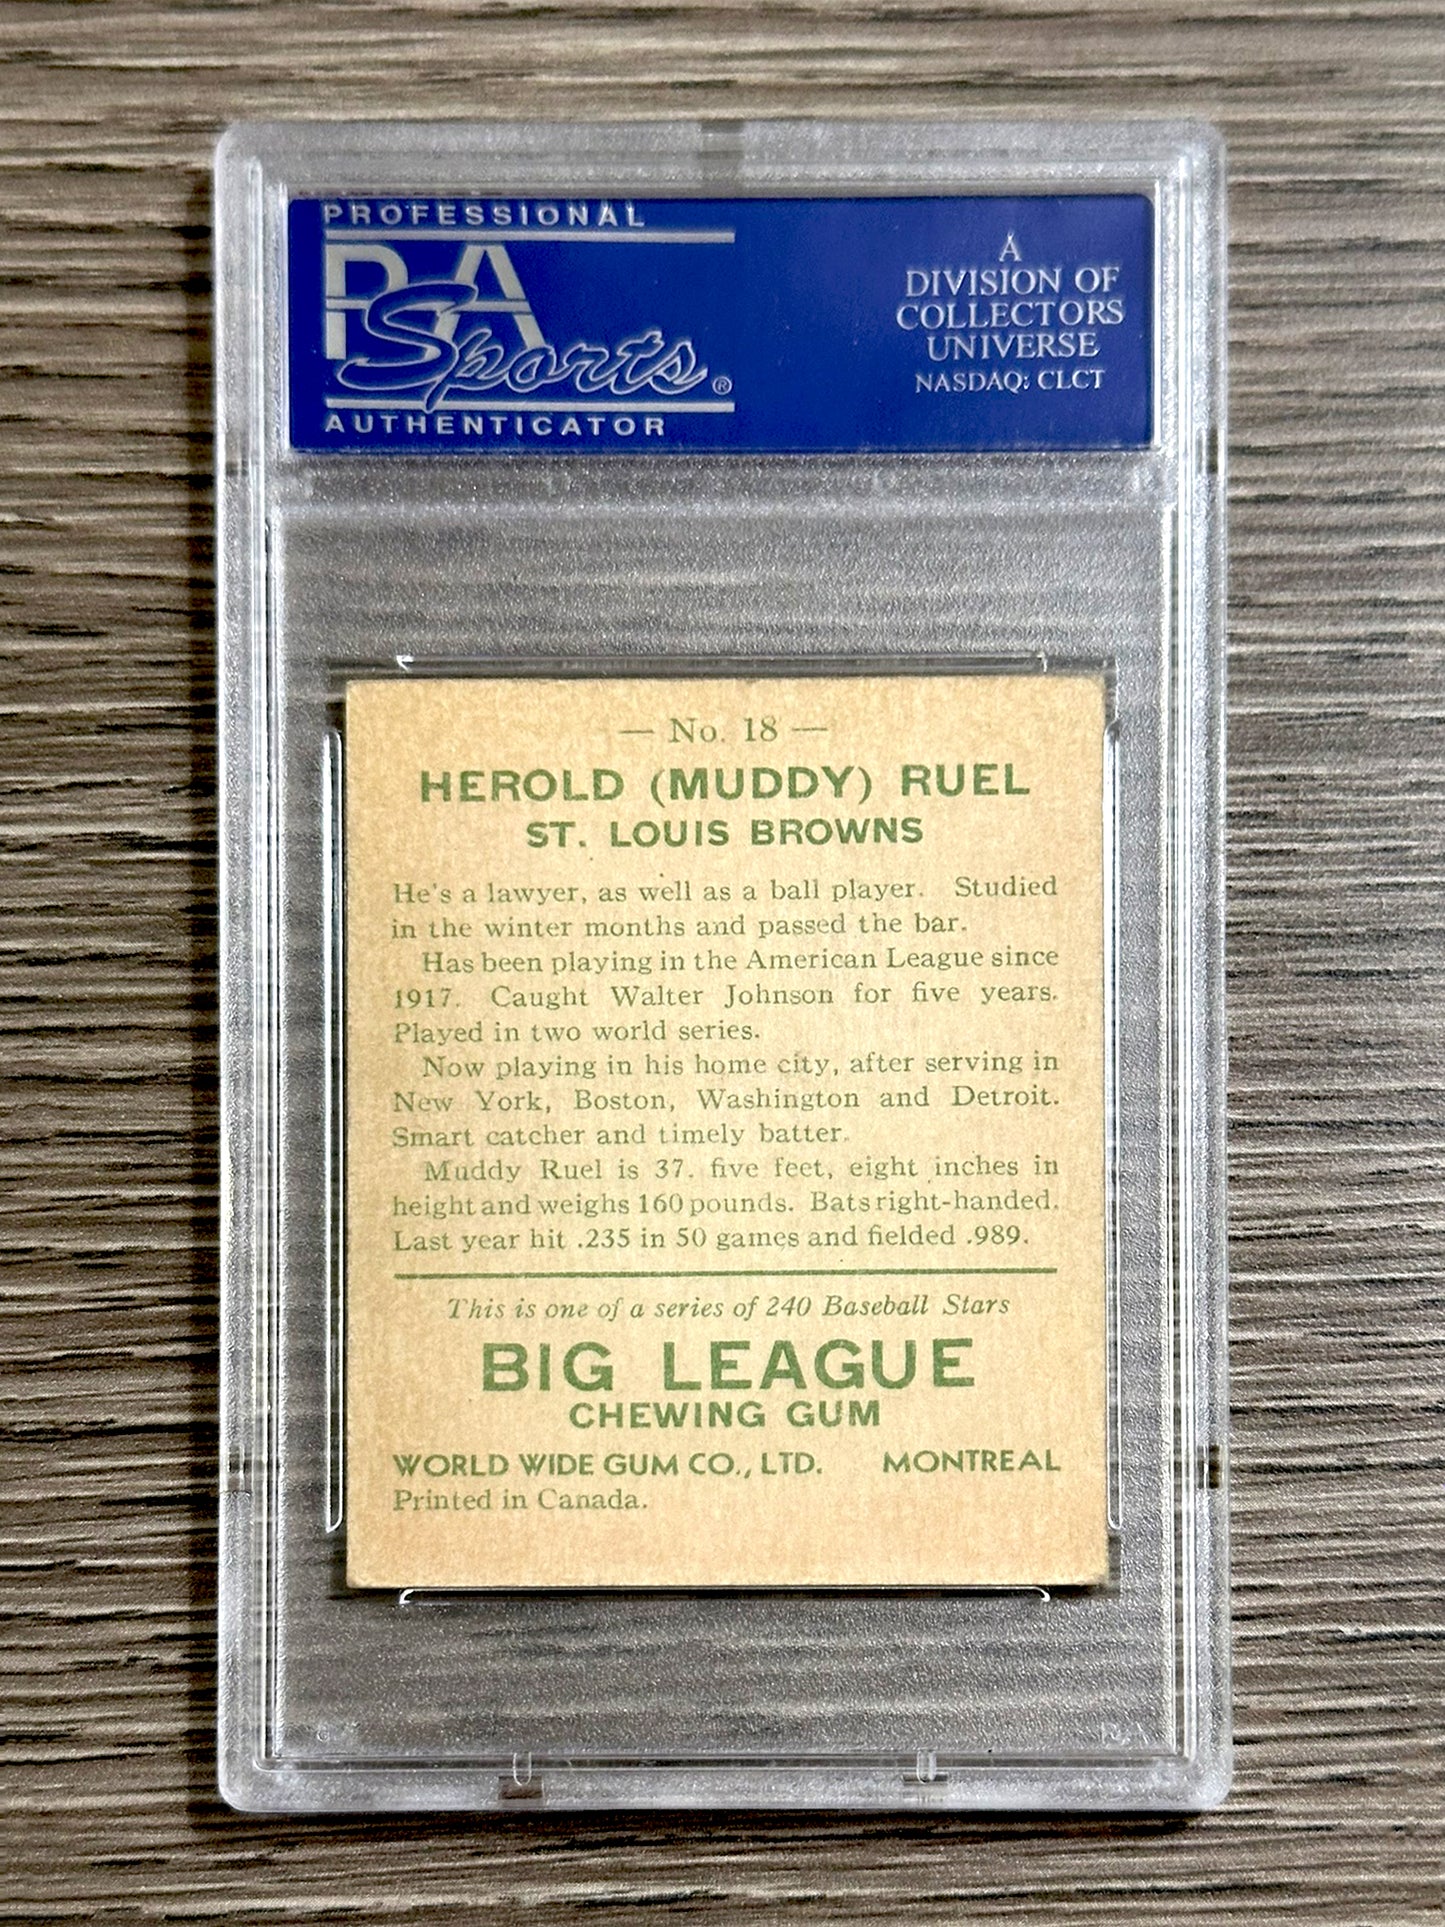 PROFESSIONAL
PSA
Sports®
AUTHENTICATOR
A
DIVISION OF
COLLECTORS
UNIVERSE
NASDAQ: CLCT
— No. 18 —
HEROLD (MUDDY) RUEL
ST. LOUIS BROWNS
He's a lawyer, as well as a ball player. Studied
in the winter months and passed the bar.
Has been playing in the American League since
1917. Caught Walter Johnson for five years.
Played in two world series.
Now playing in his home city, after serving in
New York, Boston, Washington and Detroit.
Smart catcher and timely batter.
Muddy Ruel is 37. five feet, eight inches in
height and weighs 160 pounds. Bats right-handed.
Last year hit .235 in 50 games and fielded .989.
This is one of a series of 240 Baseball Stars
BIG LEAGUE
CHEWING GUM
WORLD WIDE GUM CO., LTD. MONTREAL
Printed in Canada.